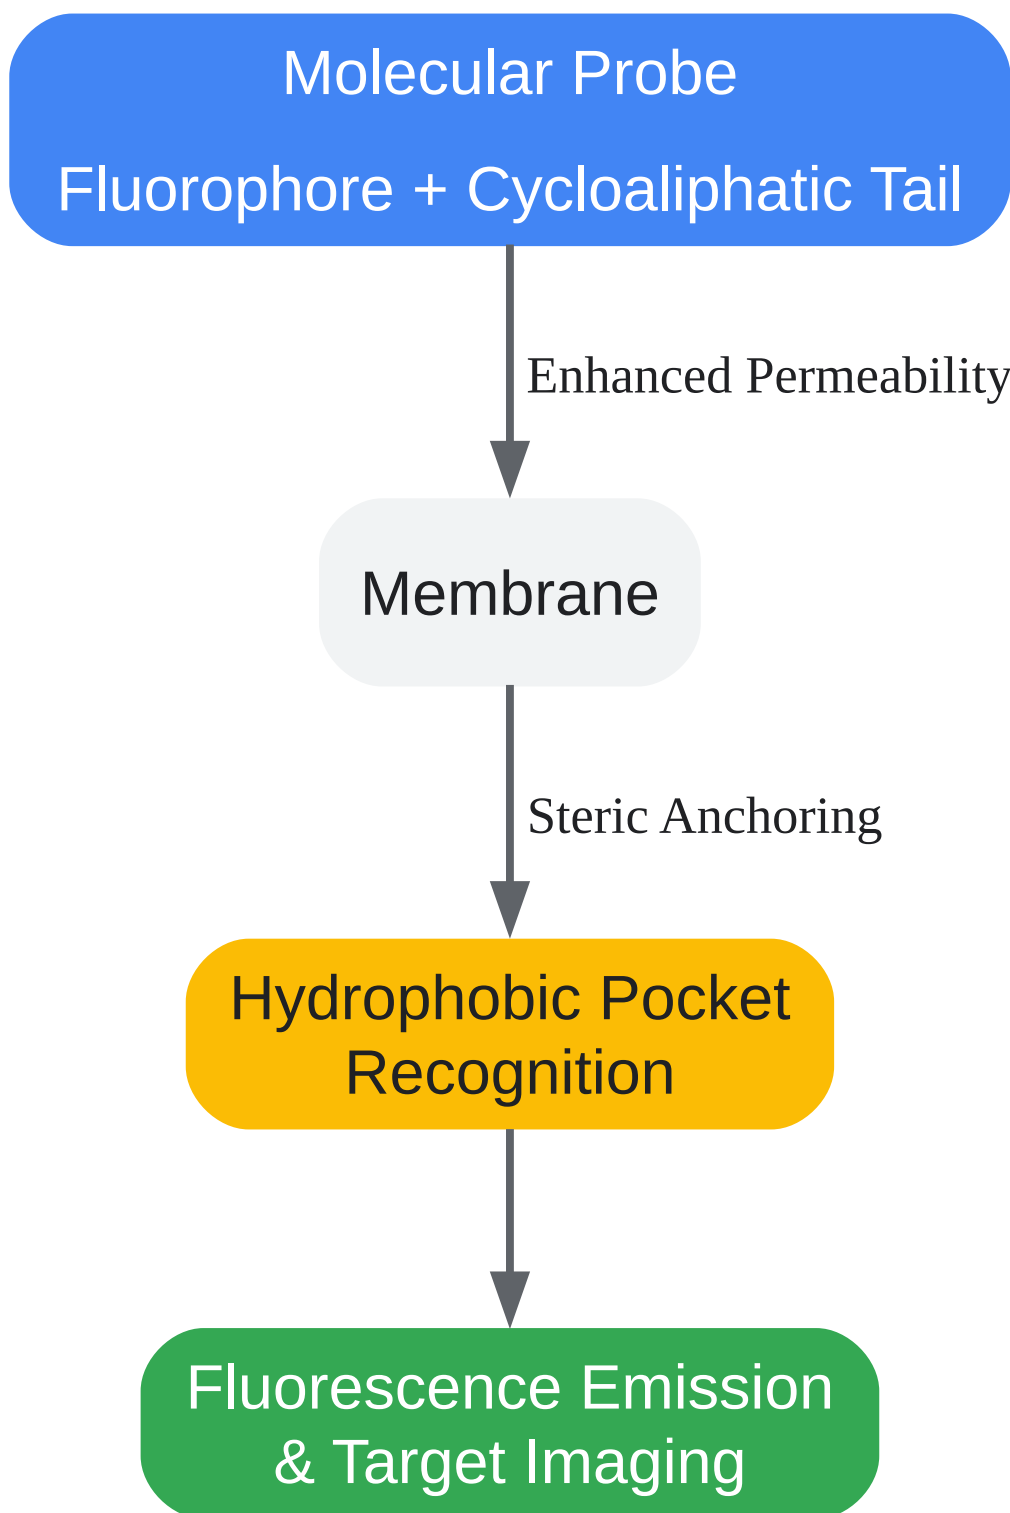 Molecular Probe
Fluorophore + Cycloaliphatic Tail
Enhanced Permeability
Membrane
Steric Anchoring
Hydrophobic Pocket
Recognition
Fluorescence Emission
& Target Imaging